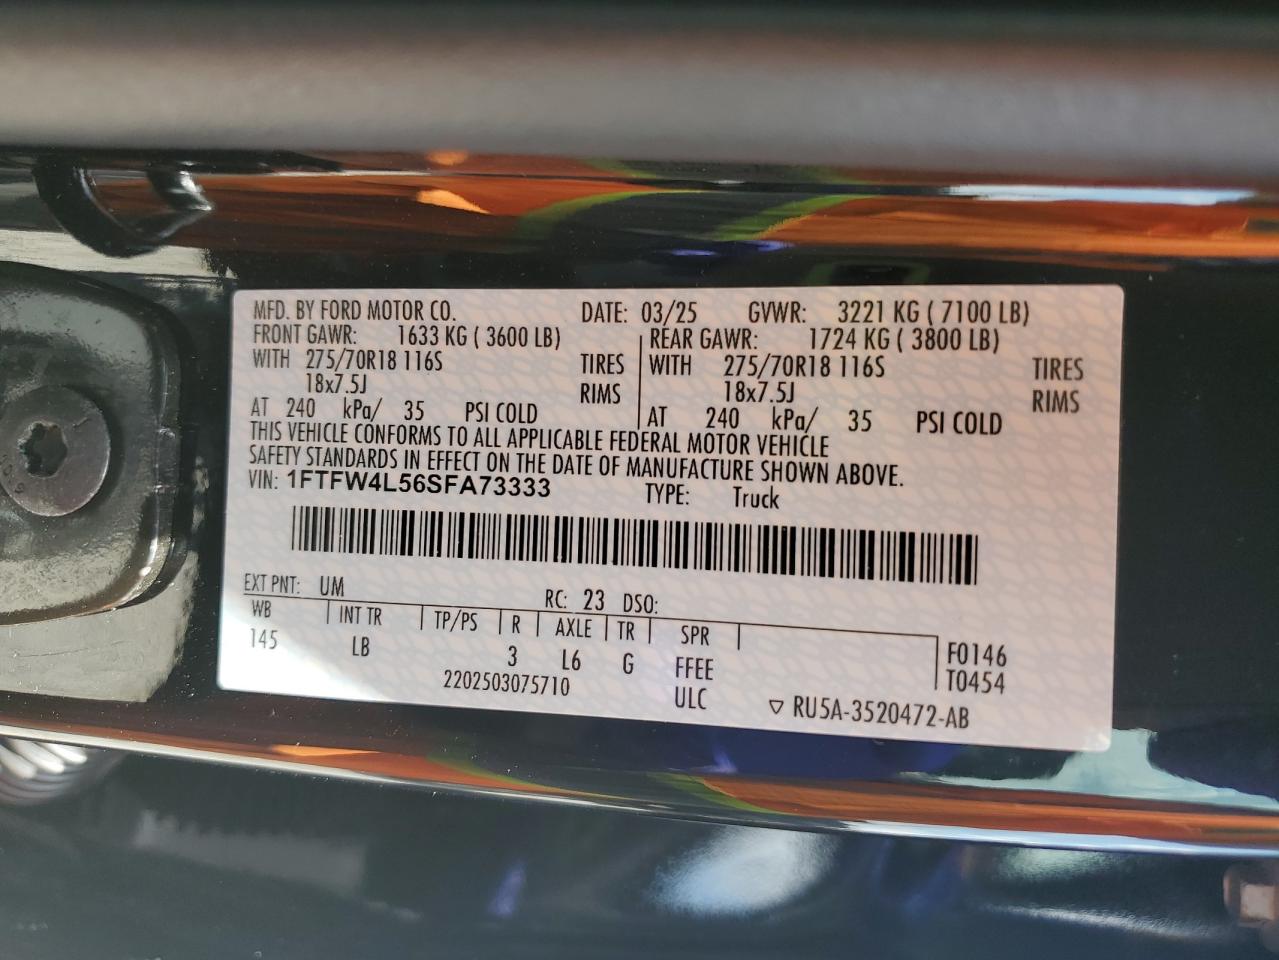 MFD. BY FORD MOTOR CO. DATE: 03/25 GVWR: 3221 KG ( 7100 LB)
FRONT GAWR: 1633 KG ( 3600 LB) REAR GAWR: 1724 KG ( 3800 LB)
WITH 275/70R18 116S TIRES WITH 275/70R18 116S TIRES
18x7.5J RIMS 18x7.5J RIMS
AT 240 kPa/ 35 PSI COLD AT 240 kPa/ 35 PSI COLD
THIS VEHICLE CONFORMS TO ALL APPLICABLE FEDERAL MOTOR VEHICLE
SAFETY STANDARDS IN EFFECT ON THE DATE OF MANUFACTURE SHOWN ABOVE.
VIN: 1FTFW4L56SFA73333 TYPE: Truck
EXT PNT: UM RC: 23 DSO:
WB INT TR TP/PS R AXLE TR SPR
145 LB 3 L6 G FFEE F0146
2202503075710 ULC T0454
▽ RU5A-3520472-AB